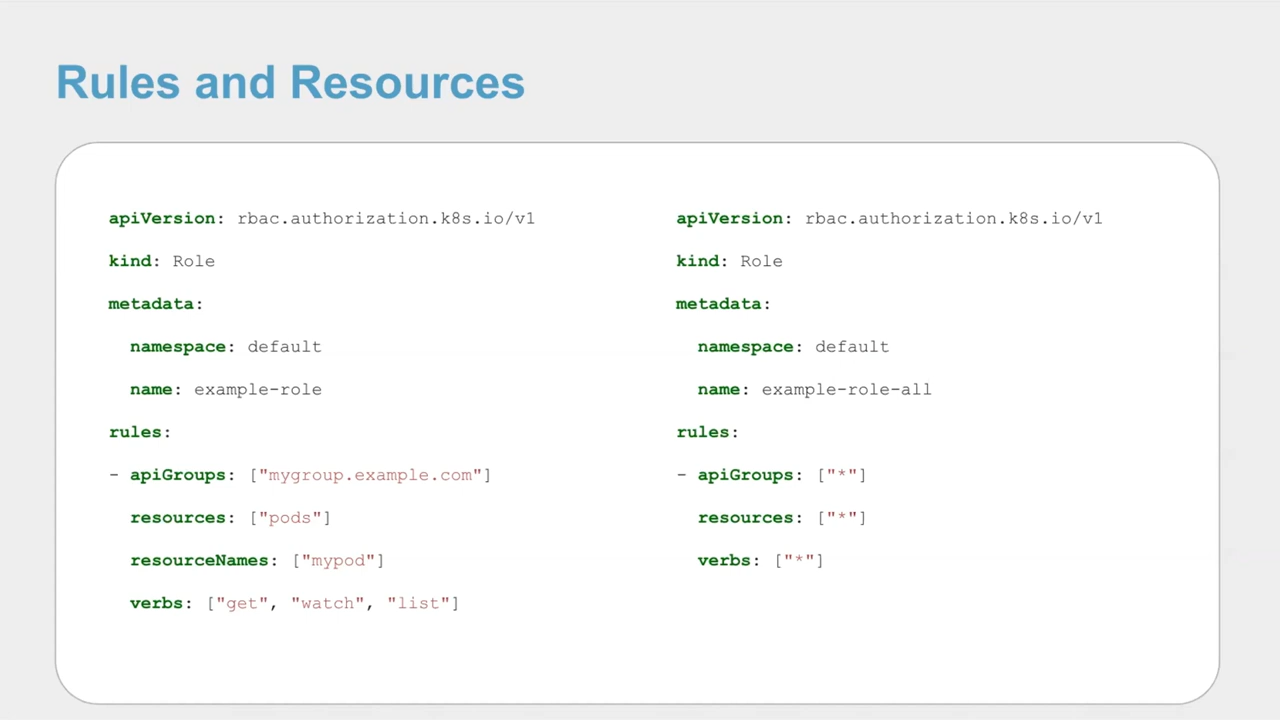 Rules and Resources
apiVersion: rbac.authorization.k8s.io/v1
kind: Role
metadata:
  namespace: default
  name: example-role
rules:
- apiGroups: ["mygroup.example.com"]
  resources: ["pods"]
  resourceNames: ["mypod"]
  verbs: ["get", "watch", "list"]
apiVersion: rbac.authorization.k8s.io/v1
kind: Role
metadata:
  namespace: default
  name: example-role-all
rules:
- apiGroups: ["*"]
  resources: ["*"]
  verbs: ["*"]